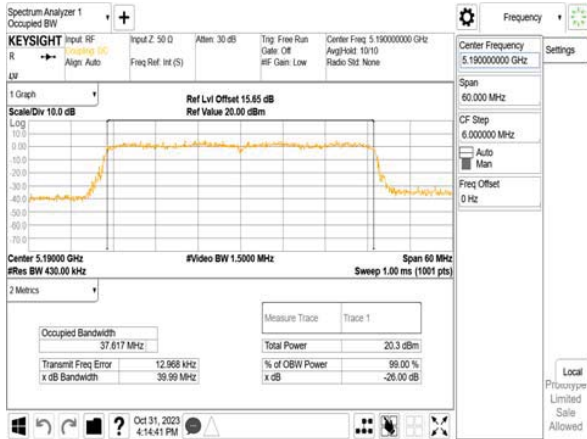 Spectrum Analyzer 1
Occupied BW
+
Frequency
KEYSIGHT
Input: RF
Coupling: DC
Align: Auto
Input Z: 50 Ω
Freq Ref: Int (S)
Atten: 30 dB
Trig: Free Run
Gate: Off
#IF Gain: Low
Center Freq: 5.190000000 GHz
Avg|Hold: 10/10
Radio Std: None
R
LV
Center Frequency
5.190000000 GHz
Settings
Span
60.000 MHz
CF Step
6.000000 MHz
Auto
Man
Freq Offset
0 Hz
1 Graph
Scale/Div 10.0 dB
Ref Lvl Offset 15.65 dB
Ref Value 20.00 dBm
Log
10.0
0.00
-10.0
-20.0
-30.0
-40.0
-50.0
-60.0
-70.0
Center 5.19000 GHz
#Res BW 430.00 kHz
#Video BW 1.5000 MHz
Span 60 MHz
Sweep 1.00 ms (1001 pts)
2 Metrics
Measure Trace
Trace 1
Occupied Bandwidth
37.617 MHz
Total Power
20.3 dBm
Transmit Freq Error
12.968 kHz
% of OBW Power
99.00 %
x dB Bandwidth
39.99 MHz
x dB
-26.00 dB
Local
Prototype
Limited
Sale
Allowed
?
Oct 31, 2023
4:14:41 PM